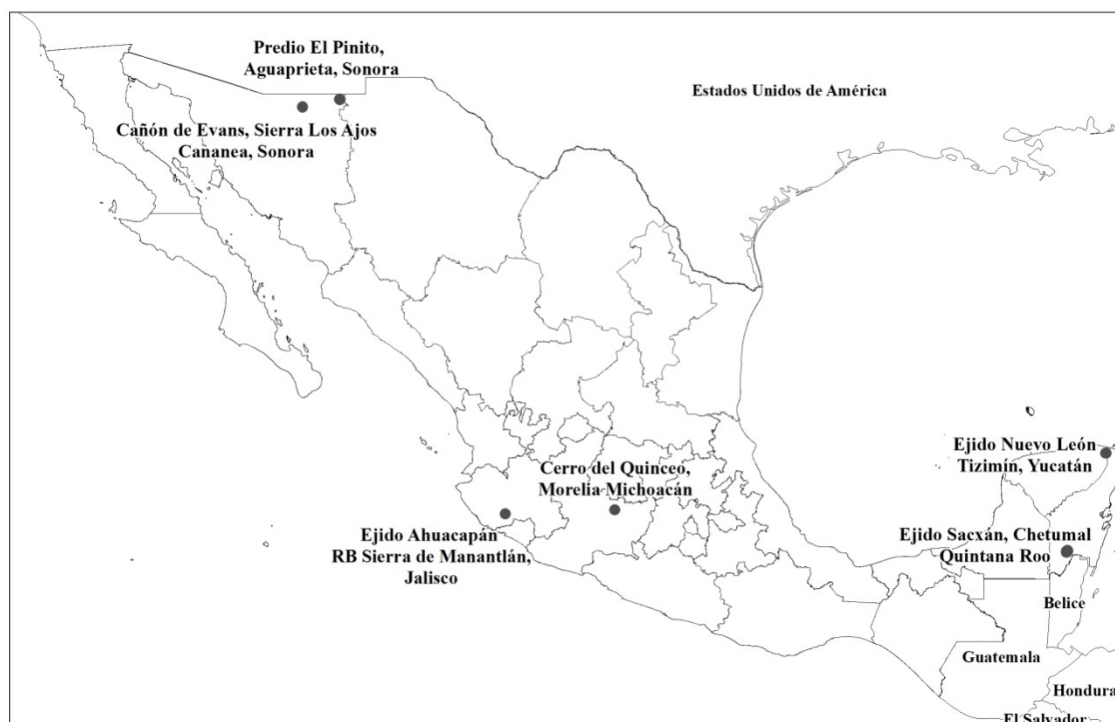 Predio El Pinito,
Aguaprieta, Sonora
Estados Unidos de América
Cañón de Evans, Sierra Los Ajos
Cananea, Sonora
Ejido Nuevo León
Tizimín, Yucatán
Cerro del Quinceo,
Morelia Michoacán
Ejido Ahuacapán
RB Sierra de Manantlán,
Jalisco
Ejido Sacxán, Chetumal
Quintana Roo
Belice
Guatemala
Hondura
El Salvador